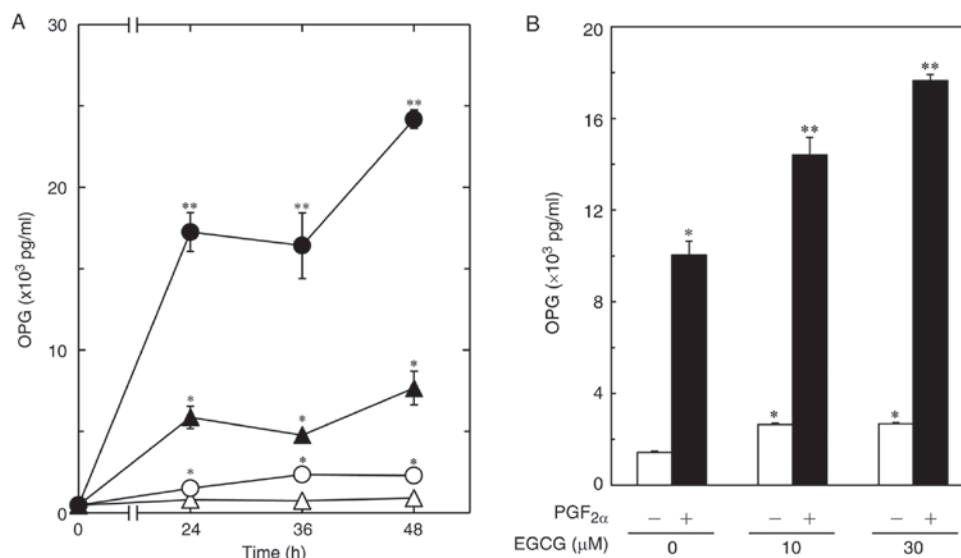 A
30
20
10
0
OPG (x10³ pg/ml)
** ** **
* * *
* * *
0 24 36 48
Time (h)
B
20
16
12
8
4
0
OPG (×10³ pg/ml)
* ** **
* *
PGF2α − + − + − +
EGCG (μM) 0 10 30